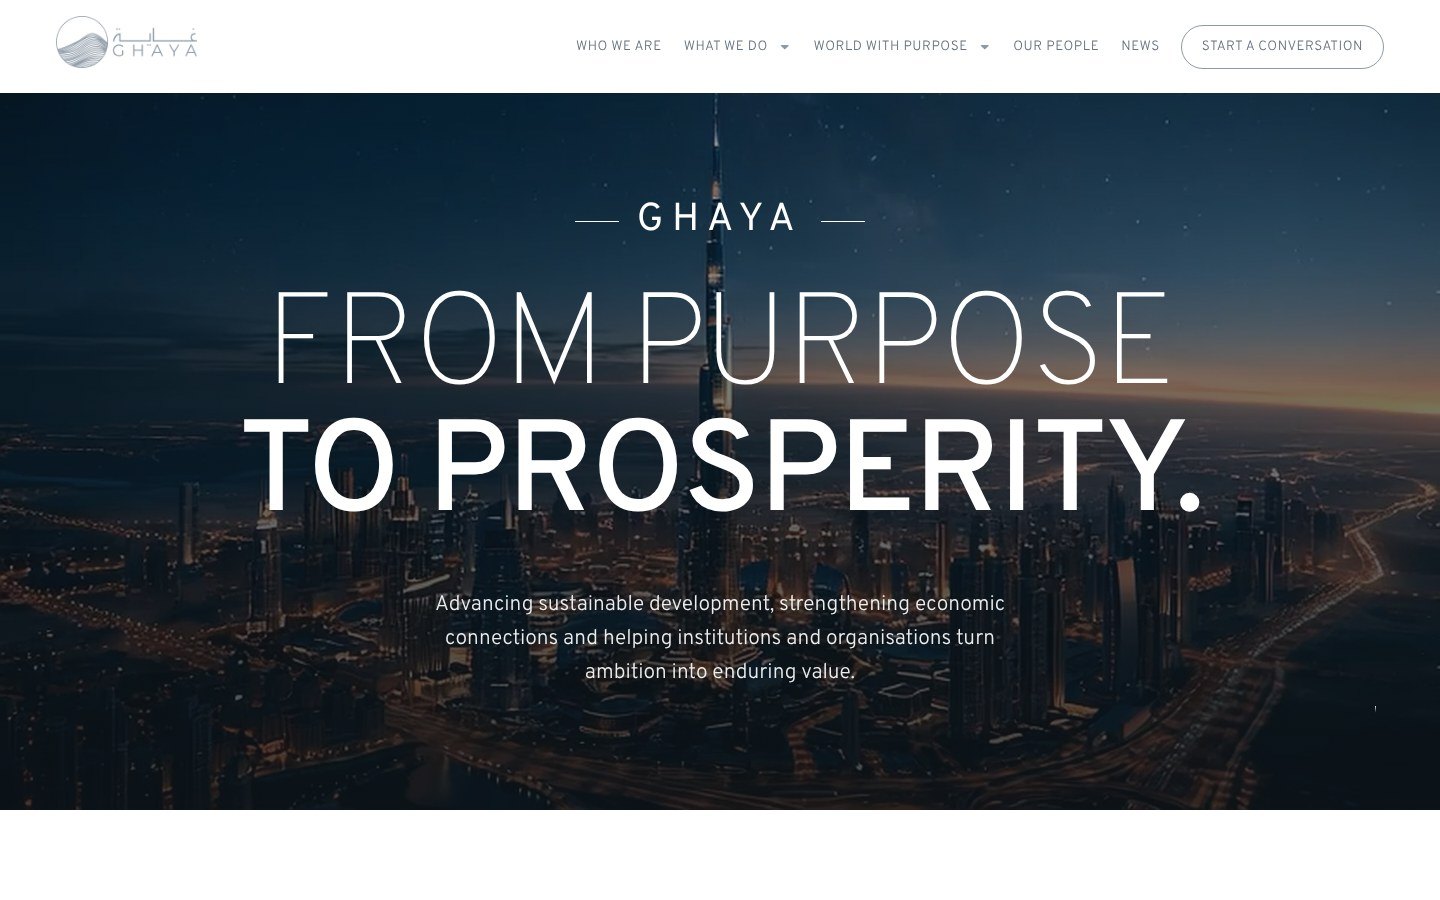 غـــايـــة
GHAYA
WHO WE ARE
WHAT WE DO
WORLD WITH PURPOSE
OUR PEOPLE
NEWS
START A CONVERSATION
GHAYA
FROM PURPOSE
TO PROSPERITY.
Advancing sustainable development, strengthening economic
connections and helping institutions and organisations turn
ambition into enduring value.